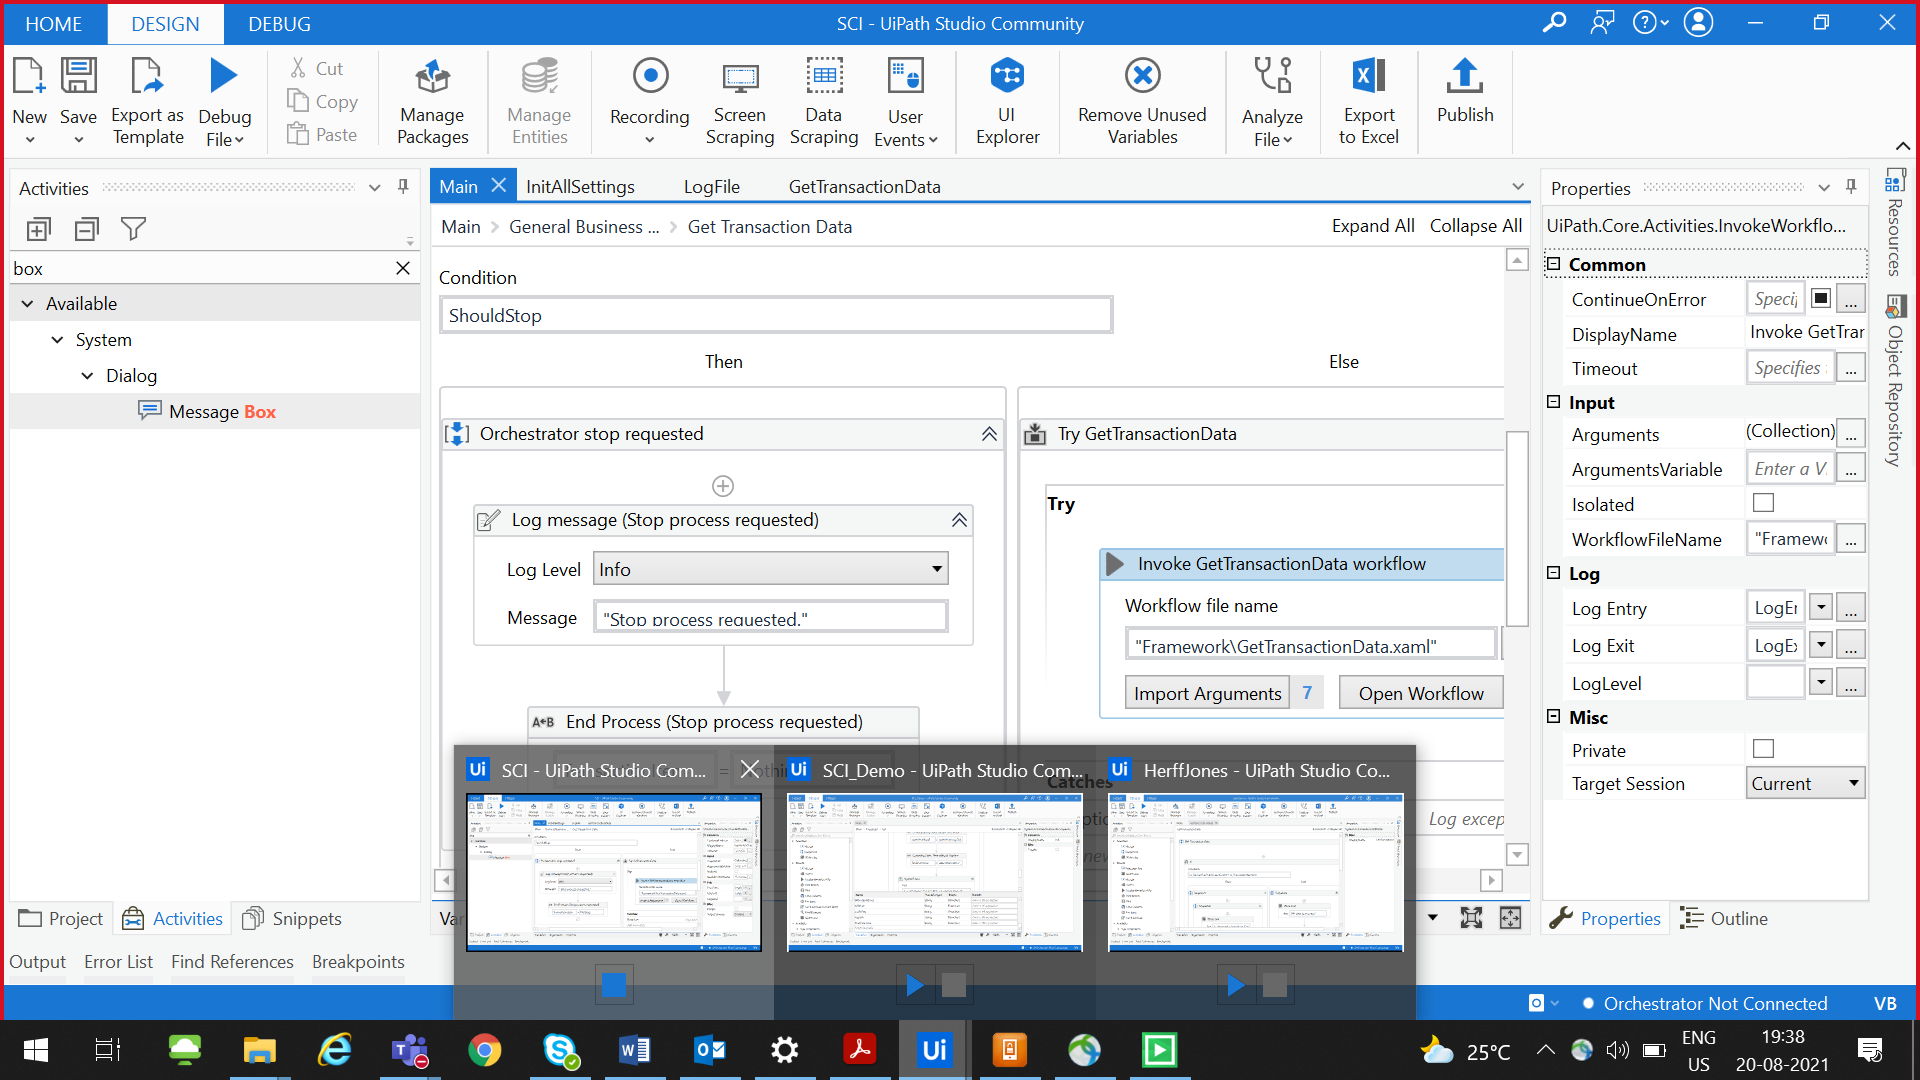 HOME DESIGN DEBUG
SCI - UiPath Studio Community
New Save Export as Template Debug File
Cut
Copy
Paste
Manage Packages
Manage Entities
Recording
Screen Scraping
Data Scraping
User Events
UI Explorer
Remove Unused Variables
Analyze File
Export to Excel
Publish
Activities
box
Available
System
Dialog
Message Box
Project Activities Snippets
Output Error List Find References Breakpoints
Main InitAllSettings LogFile GetTransactionData
Main General Business ... Get Transaction Data
Expand All Collapse All
Condition
ShouldStop
Then Else
Orchestrator stop requested
Log message (Stop process requested)
Log Level Info
Message "Stop process requested."
End Process (Stop process requested)
Try GetTransactionData
Try
Invoke GetTransactionData workflow
Workflow file name
"Framework\GetTransactionData.xaml"
Import Arguments 7 Open Workflow
Catches
Log excep
Properties
UiPath.Core.Activities.InvokeWorkflo...
Common
ContinueOnError Specif ...
DisplayName Invoke GetTrar
Timeout Specifies ...
Input
Arguments (Collection) ...
ArgumentsVariable Enter a V ...
Isolated
WorkflowFileName "Framewo ...
Log
Log Entry LogEr ...
Log Exit LogEx ...
LogLevel ...
Misc
Private
Target Session Current
Properties Outline
Resources
Object Repository
Ui SCI - UiPath Studio Com...
Ui SCI_Demo - UiPath Studio Com...
Ui HerffJones - UiPath Studio Co...
Orchestrator Not Connected VB
25°C
ENG
US
19:38
20-08-2021